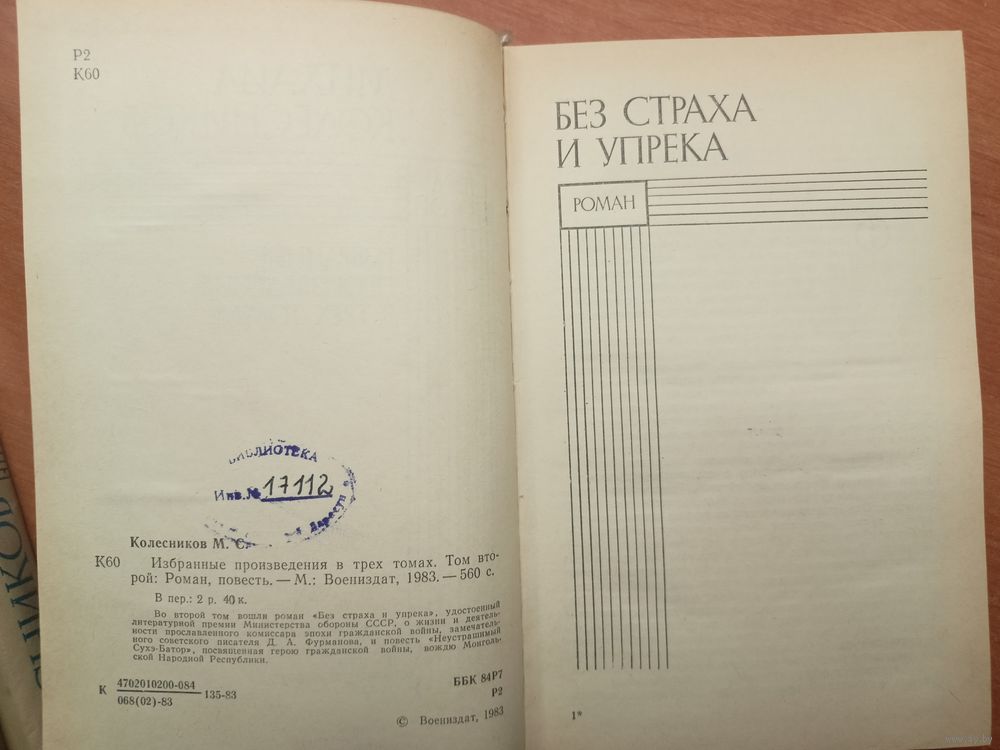 Р2
К60
БИБЛИОТЕКА
Инв.№ 17112
Колесников М. С.
К60 Избранные произведения в трех томах. Том вто-
рой: Роман, повесть. — М.: Воениздат, 1983. — 560 с.
В пер.: 2 р. 40 к.
Во второй том вошли роман «Без страха и упрека», удостоенный
литературной премии Министерства обороны СССР, о жизни и деятель-
ности прославленного комиссара эпохи гражданской войны, замечатель-
ного советского писателя Д. А. Фурманова, и повесть «Неустрашимый
Сухэ-Батор», посвященная герою гражданской войны, вождю Монголь-
ской Народной Республики.
К 4702010200-084
068(02)-83
135-83
ББК 84Р7
Р2
© Воениздат, 1983
БЕЗ СТРАХА
И УПРЕКА
РОМАН
1*